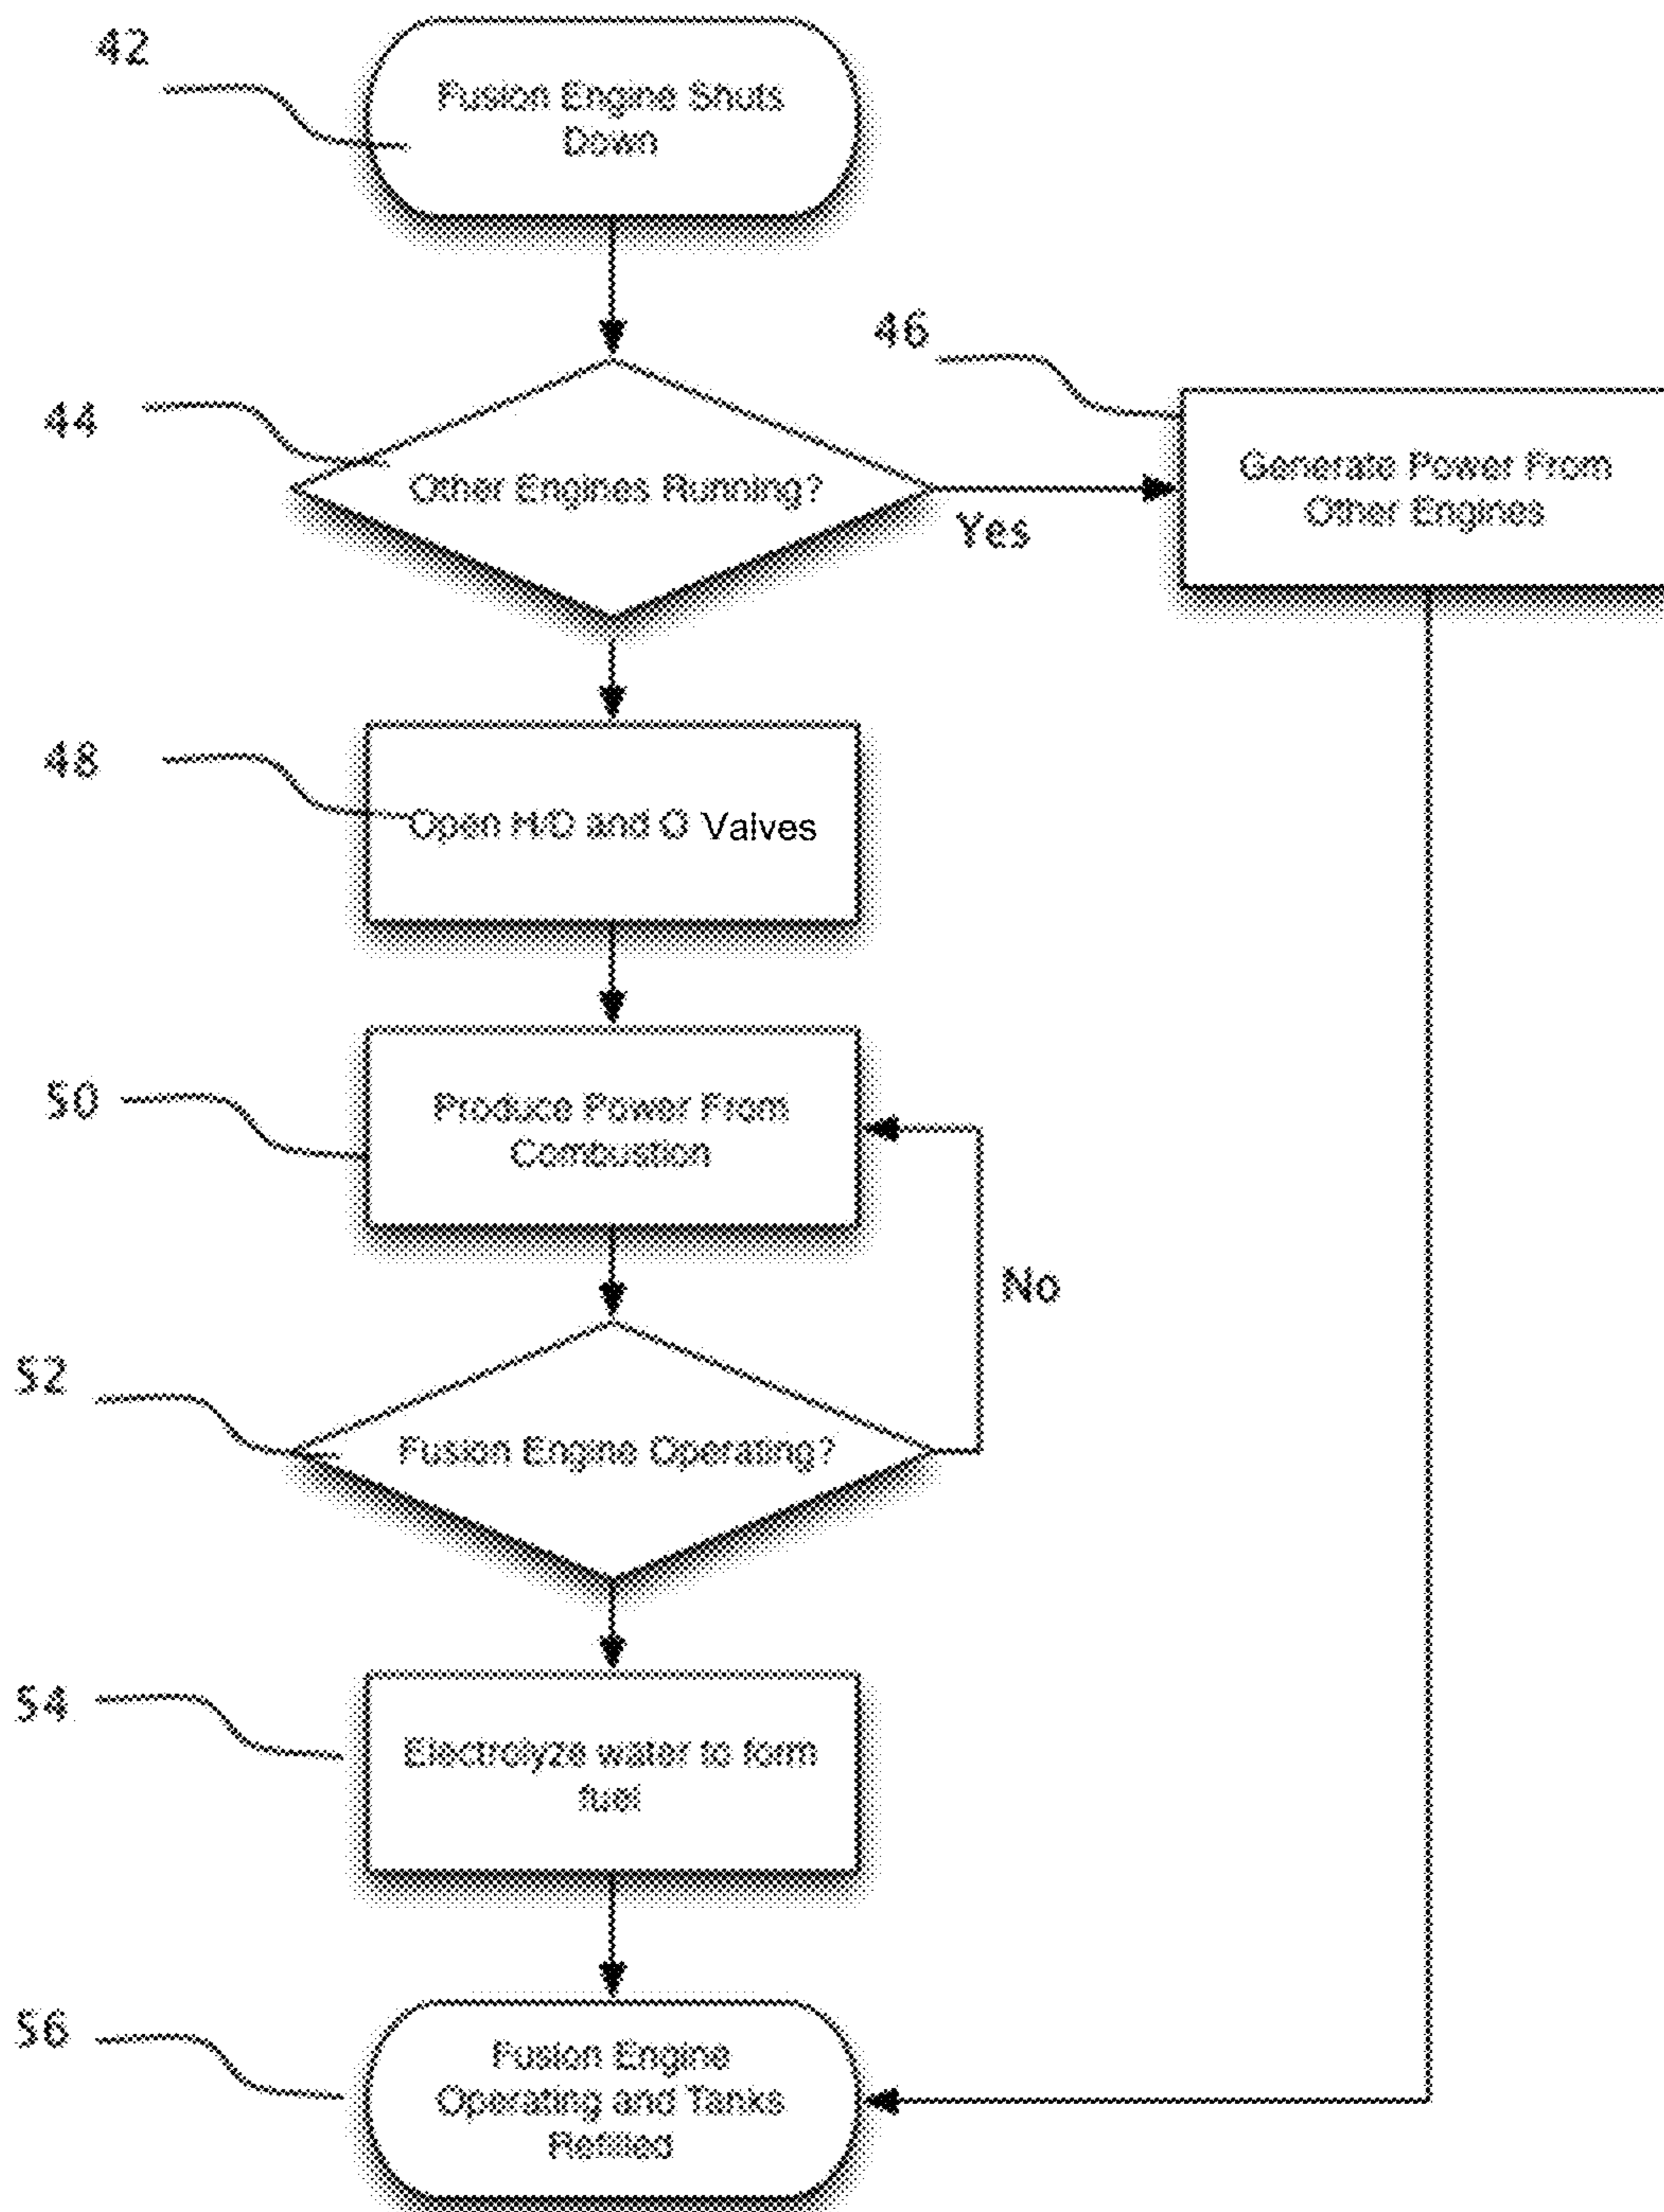 42
Fusion Engine Shuts
Down
44
Other Engines Running?
Yes
46
Generate Power From
Other Engines
48
Open H/O and O Valves
50
Produce Power From
Combustion
No
52
Fusion Engine Operating?
54
Electrolyze water to form
fuel
56
Fusion Engine
Operating and Tanks
Refilled